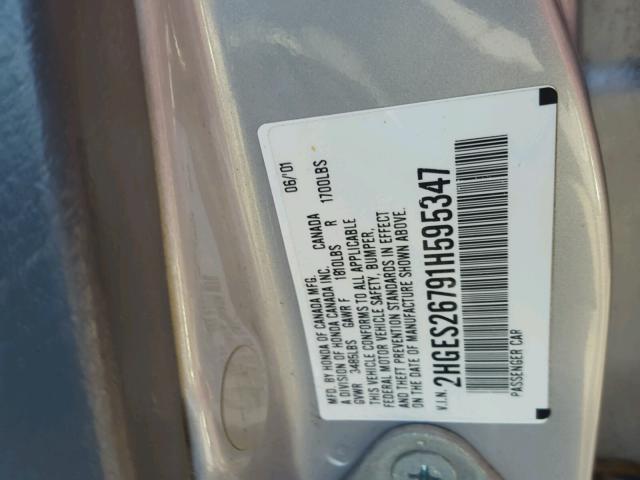 MFD. BY HONDA OF CANADA MFG. 06/'01
A DIVISION OF HONDA CANADA INC. CANADA
GVWR 3485LBS GAWR F 1810LBS R 1700LBS
THIS VEHICLE CONFORMS TO ALL APPLICABLE
FEDERAL MOTOR VEHICLE SAFETY, BUMPER,
AND THEFT PREVENTION STANDARDS IN EFFECT
ON THE DATE OF MANUFACTURE SHOWN ABOVE.
V.I.N. 2HGES26791H595347
PASSENGER CAR